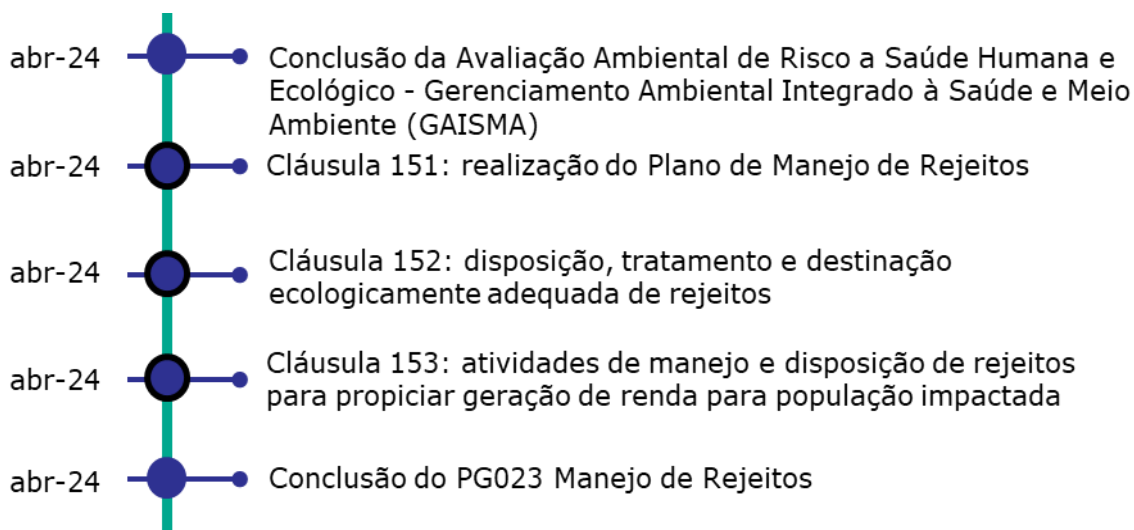 abr-24
Conclusão da Avaliação Ambiental de Risco a Saúde Humana e
Ecológico - Gerenciamento Ambiental Integrado à Saúde e Meio
Ambiente (GAISMA)
abr-24
Cláusula 151: realização do Plano de Manejo de Rejeitos
abr-24
Cláusula 152: disposição, tratamento e destinação
ecologicamente adequada de rejeitos
abr-24
Cláusula 153: atividades de manejo e disposição de rejeitos
para propiciar geração de renda para população impactada
abr-24
Conclusão do PG023 Manejo de Rejeitos